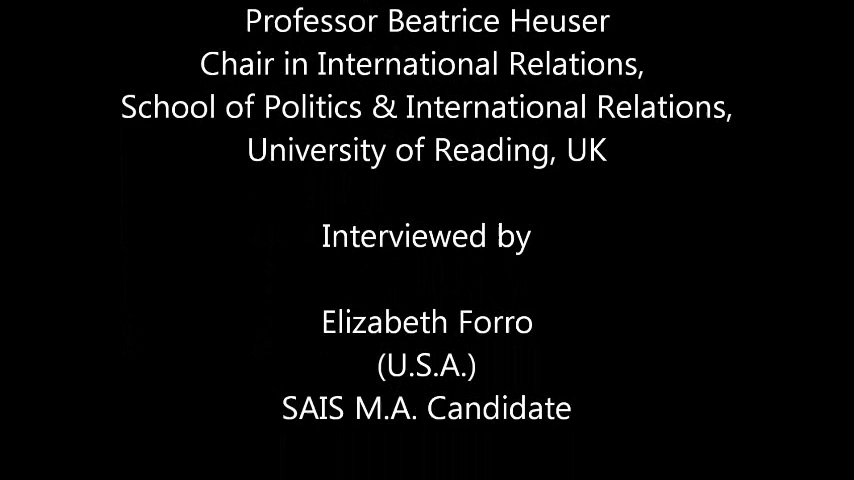 Professor Beatrice Heuser
Chair in International Relations,
School of Politics & International Relations,
University of Reading, UK
Interviewed by
Elizabeth Forro
(U.S.A.)
SAIS M.A. Candidate